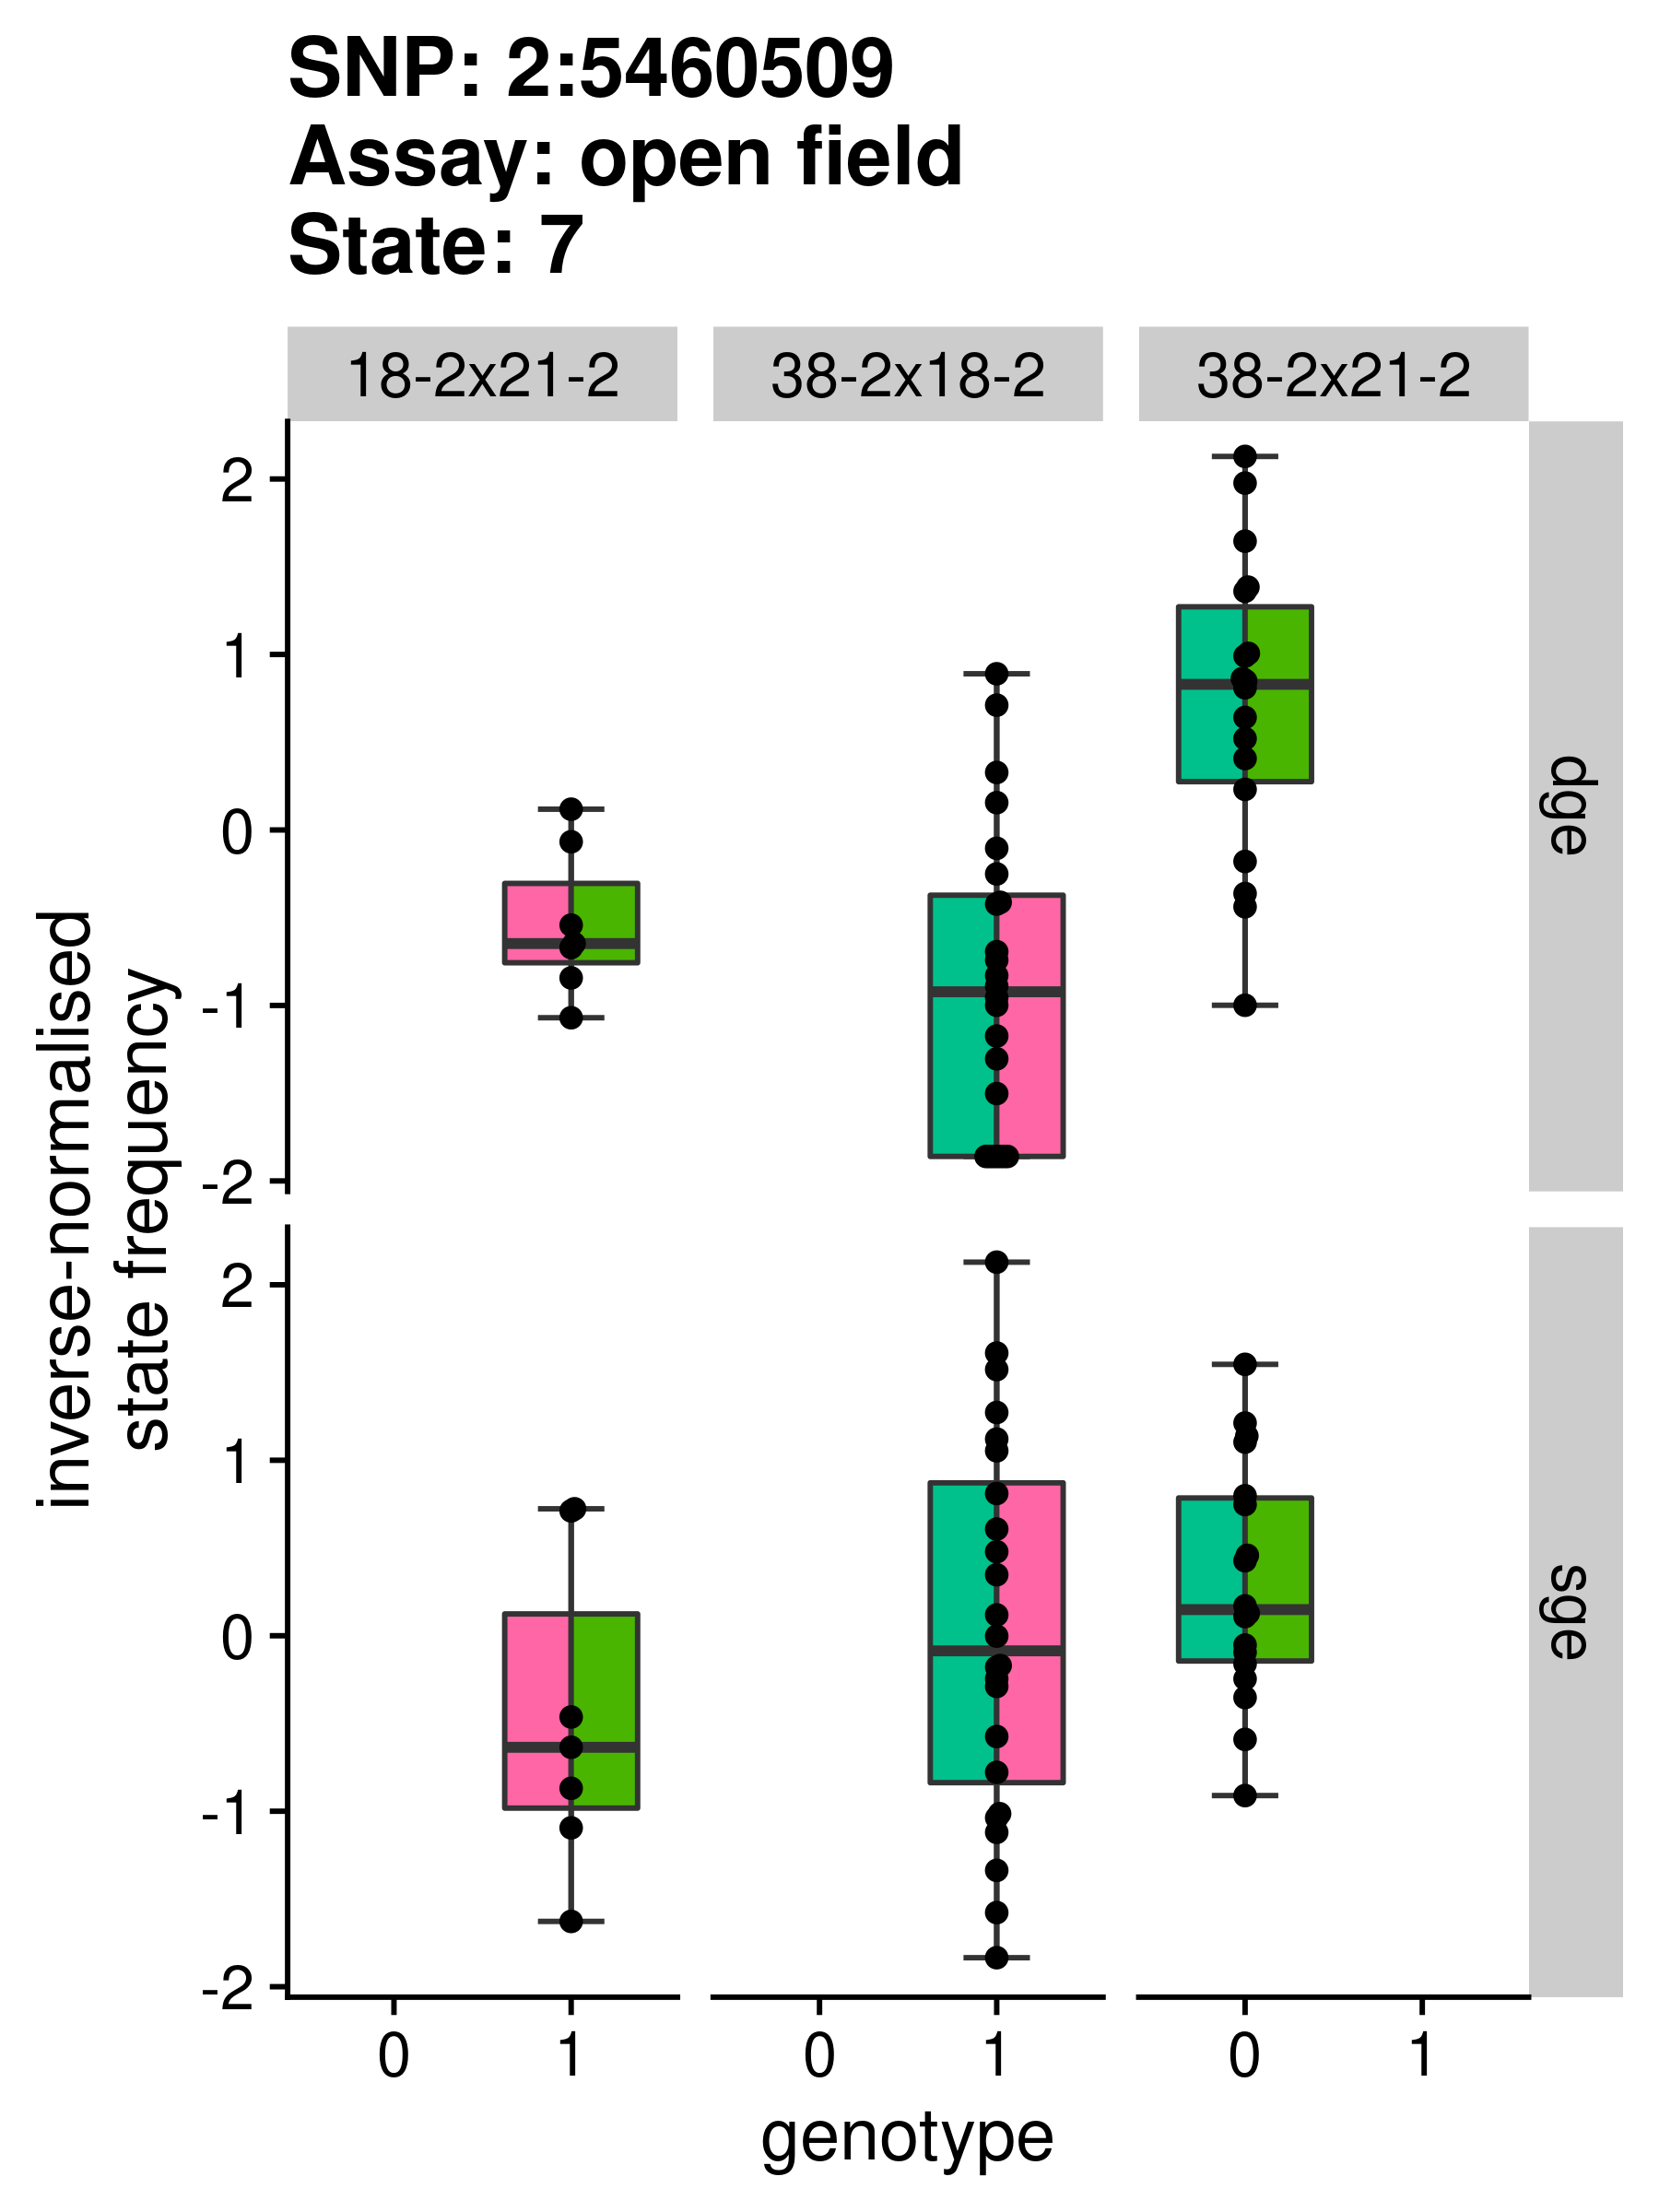 SNP: 2:5460509
Assay: open field
State: 7
18-2x21-2 38-2x18-2 38-2x21-2
2
1
0
-1
-2
dge
2
1
0
-1
-2
sge
inverse-normalised
state frequency
0 1 0 1 0 1
genotype